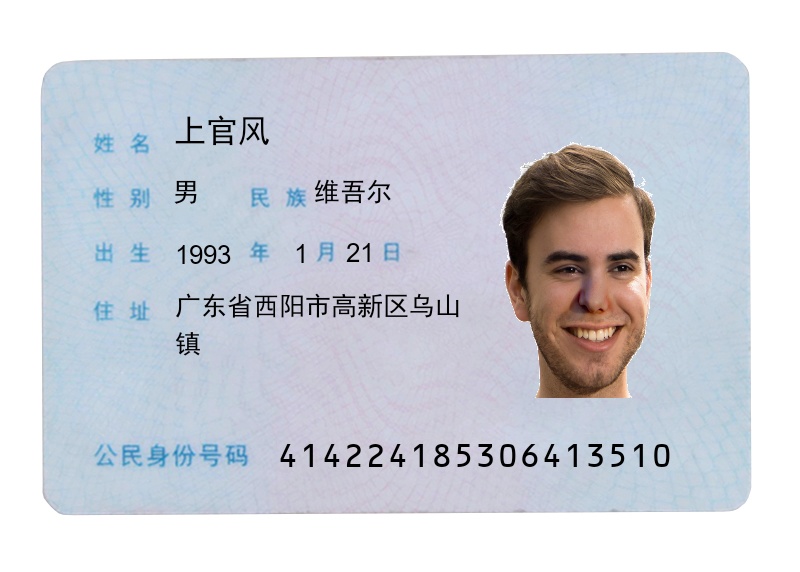 姓名 上官风
性别 男 民族 维吾尔
出生 1993 年 1 月 21 日
住址 广东省西阳市高新区乌山
镇
公民身份号码 414224185306413510